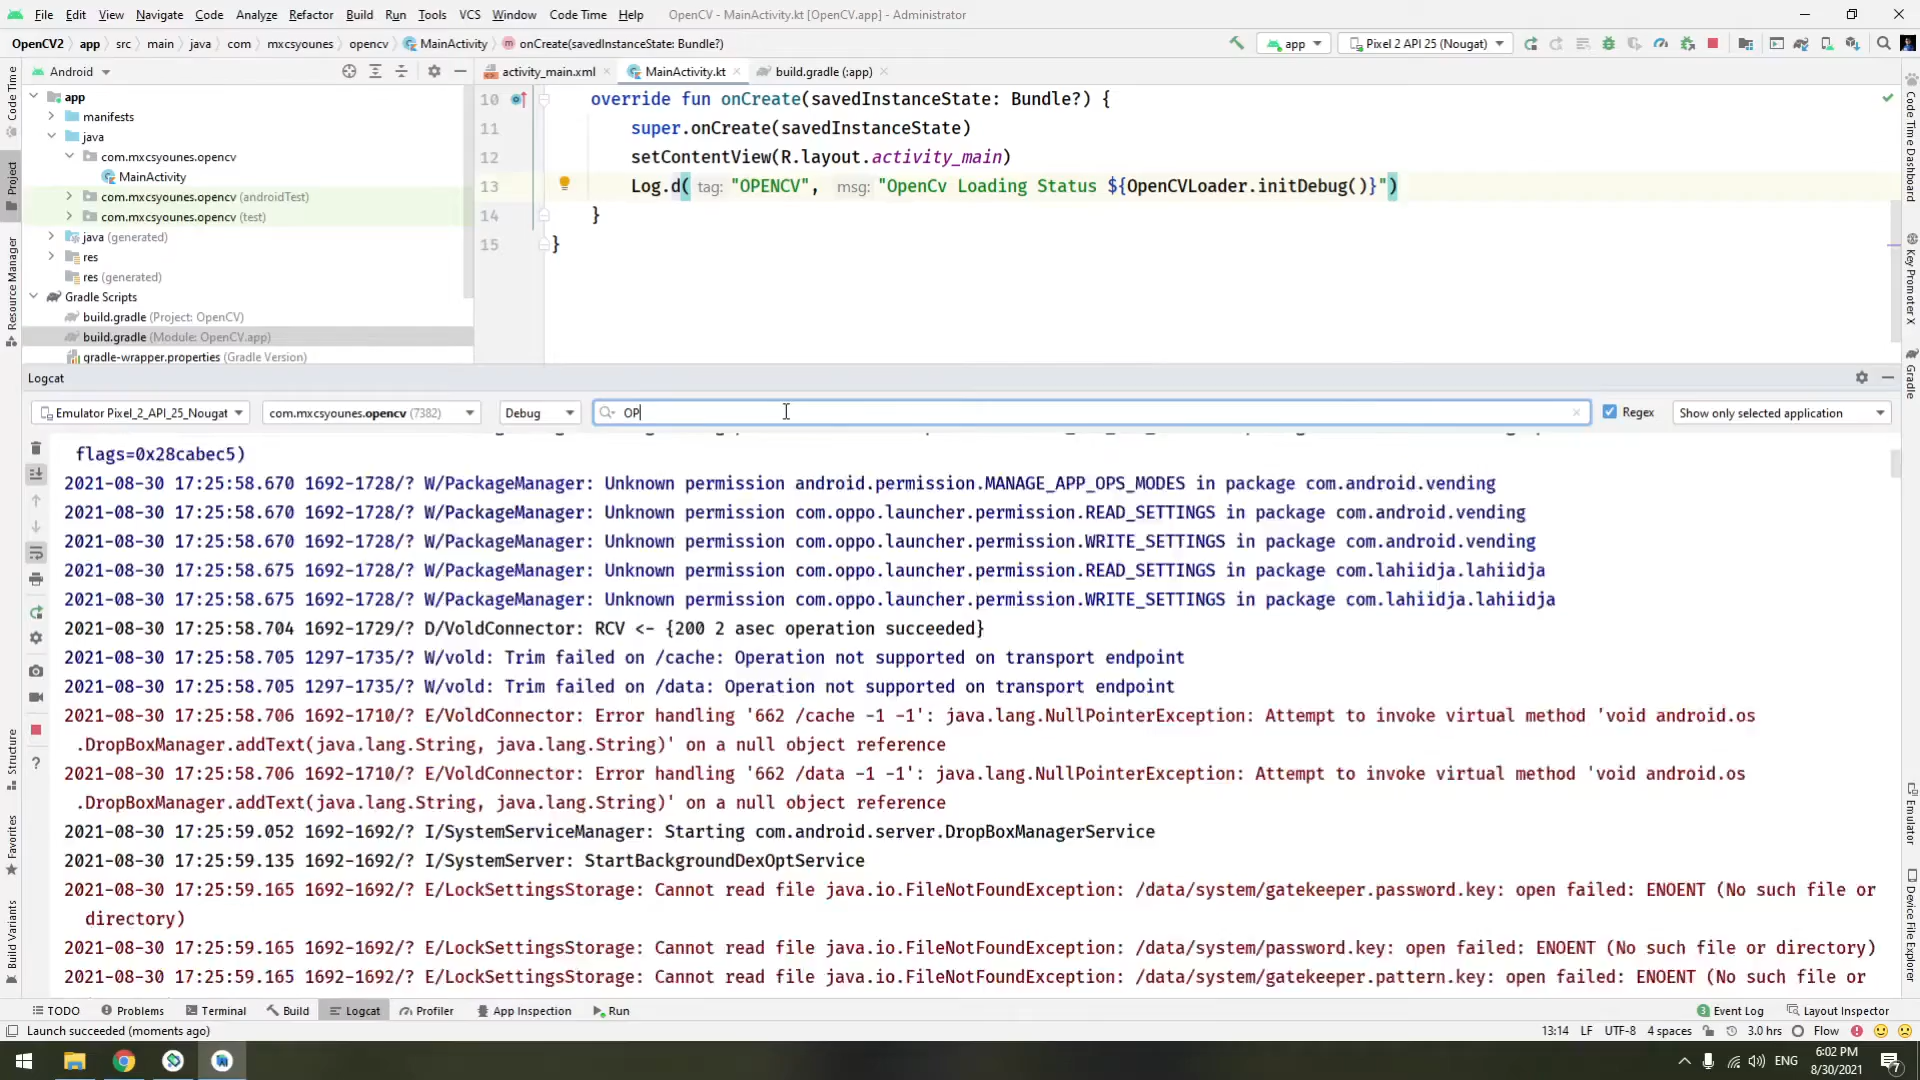 File Edit View Navigate Code Analyze Refactor Build Run Tools VCS Window Code Time Help OpenCV - MainActivity.kt [OpenCV.app] - Administrator
OpenCV2 app src main java com mxcsyounes opencv MainActivity onCreate(savedInstanceState: Bundle?) app Pixel 2 API 25 (Nougat)
Android activity_main.xml MainActivity.kt build.gradle (:app)
app
manifests
java
com.mxcsyounes.opencv
MainActivity
com.mxcsyounes.opencv (androidTest)
com.mxcsyounes.opencv (test)
java (generated)
res
res (generated)
Gradle Scripts
build.gradle (Project: OpenCV)
build.gradle (Module: OpenCV.app)
gradle-wrapper.properties (Gradle Version)
10 override fun onCreate(savedInstanceState: Bundle?) {
11 super.onCreate(savedInstanceState)
12 setContentView(R.layout.activity_main)
13 Log.d( tag: "OPENCV", msg: "OpenCv Loading Status ${OpenCVLoader.initDebug()}")
14 }
15 }
Logcat
Emulator Pixel_2_API_25_Nougat com.mxcsyounes.opencv (7382) Debug OP Regex Show only selected application
flags=0x28cabec5)
2021-08-30 17:25:58.670 1692-1728/? W/PackageManager: Unknown permission android.permission.MANAGE_APP_OPS_MODES in package com.android.vending
2021-08-30 17:25:58.670 1692-1728/? W/PackageManager: Unknown permission com.oppo.launcher.permission.READ_SETTINGS in package com.android.vending
2021-08-30 17:25:58.670 1692-1728/? W/PackageManager: Unknown permission com.oppo.launcher.permission.WRITE_SETTINGS in package com.android.vending
2021-08-30 17:25:58.675 1692-1728/? W/PackageManager: Unknown permission com.oppo.launcher.permission.READ_SETTINGS in package com.lahiidja.lahiidja
2021-08-30 17:25:58.675 1692-1728/? W/PackageManager: Unknown permission com.oppo.launcher.permission.WRITE_SETTINGS in package com.lahiidja.lahiidja
2021-08-30 17:25:58.704 1692-1729/? D/VoldConnector: RCV <- {200 2 asec operation succeeded}
2021-08-30 17:25:58.705 1297-1735/? W/vold: Trim failed on /cache: Operation not supported on transport endpoint
2021-08-30 17:25:58.705 1297-1735/? W/vold: Trim failed on /data: Operation not supported on transport endpoint
2021-08-30 17:25:58.706 1692-1710/? E/VoldConnector: Error handling '662 /cache -1 -1': java.lang.NullPointerException: Attempt to invoke virtual method 'void android.os
.DropBoxManager.addText(java.lang.String, java.lang.String)' on a null object reference
2021-08-30 17:25:58.706 1692-1710/? E/VoldConnector: Error handling '662 /data -1 -1': java.lang.NullPointerException: Attempt to invoke virtual method 'void android.os
.DropBoxManager.addText(java.lang.String, java.lang.String)' on a null object reference
2021-08-30 17:25:59.052 1692-1692/? I/SystemServiceManager: Starting com.android.server.DropBoxManagerService
2021-08-30 17:25:59.135 1692-1692/? I/SystemServer: StartBackgroundDexOptService
2021-08-30 17:25:59.165 1692-1692/? E/LockSettingsStorage: Cannot read file java.io.FileNotFoundException: /data/system/gatekeeper.password.key: open failed: ENOENT (No such file or
directory)
2021-08-30 17:25:59.165 1692-1692/? E/LockSettingsStorage: Cannot read file java.io.FileNotFoundException: /data/system/password.key: open failed: ENOENT (No such file or directory)
2021-08-30 17:25:59.165 1692-1692/? E/LockSettingsStorage: Cannot read file java.io.FileNotFoundException: /data/system/gatekeeper.pattern.key: open failed: ENOENT (No such file or
TODO Problems Terminal Build Logcat Profiler App Inspection Run 3 Event Log Layout Inspector
Launch succeeded (moments ago) 13:14 LF UTF-8 4 spaces 3.0 hrs Flow
ENG 6:02 PM 8/30/2021 7
Code Time
Project
Resource Manager
Structure
Favorites
Build Variants
Code Time Dashboard
Key Promoter X
Gradle
Emulator
Device File Explorer